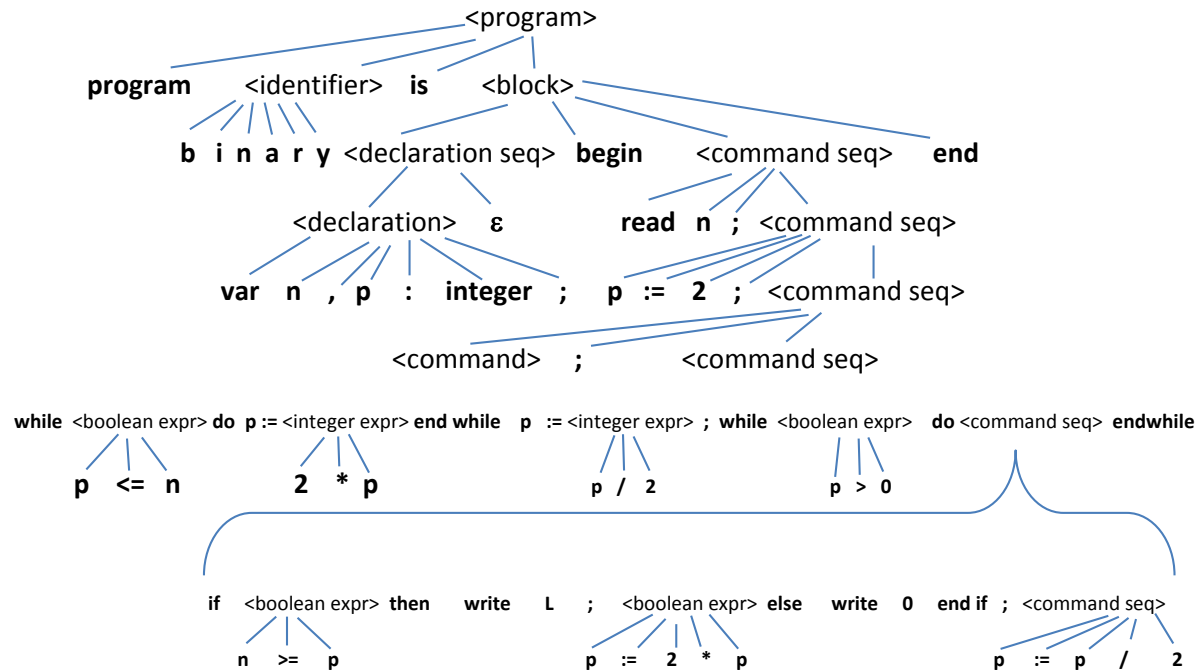 <program>
program <identifier> is <block>
b i n a r y <declaration seq> begin <command seq> end
<declaration> ε read n ; <command seq>
var n , p : integer ; p := 2 ; <command seq>
<command> ; <command seq>
while <boolean expr> do p := <integer expr> end while p := <integer expr> ; while <boolean expr> do <command seq> endwhile
p <= n 2 * p p / 2 p > 0
if <boolean expr> then write L ; <boolean expr> else write 0 end if ; <command seq>
n >= p p := 2 * p p := p / 2